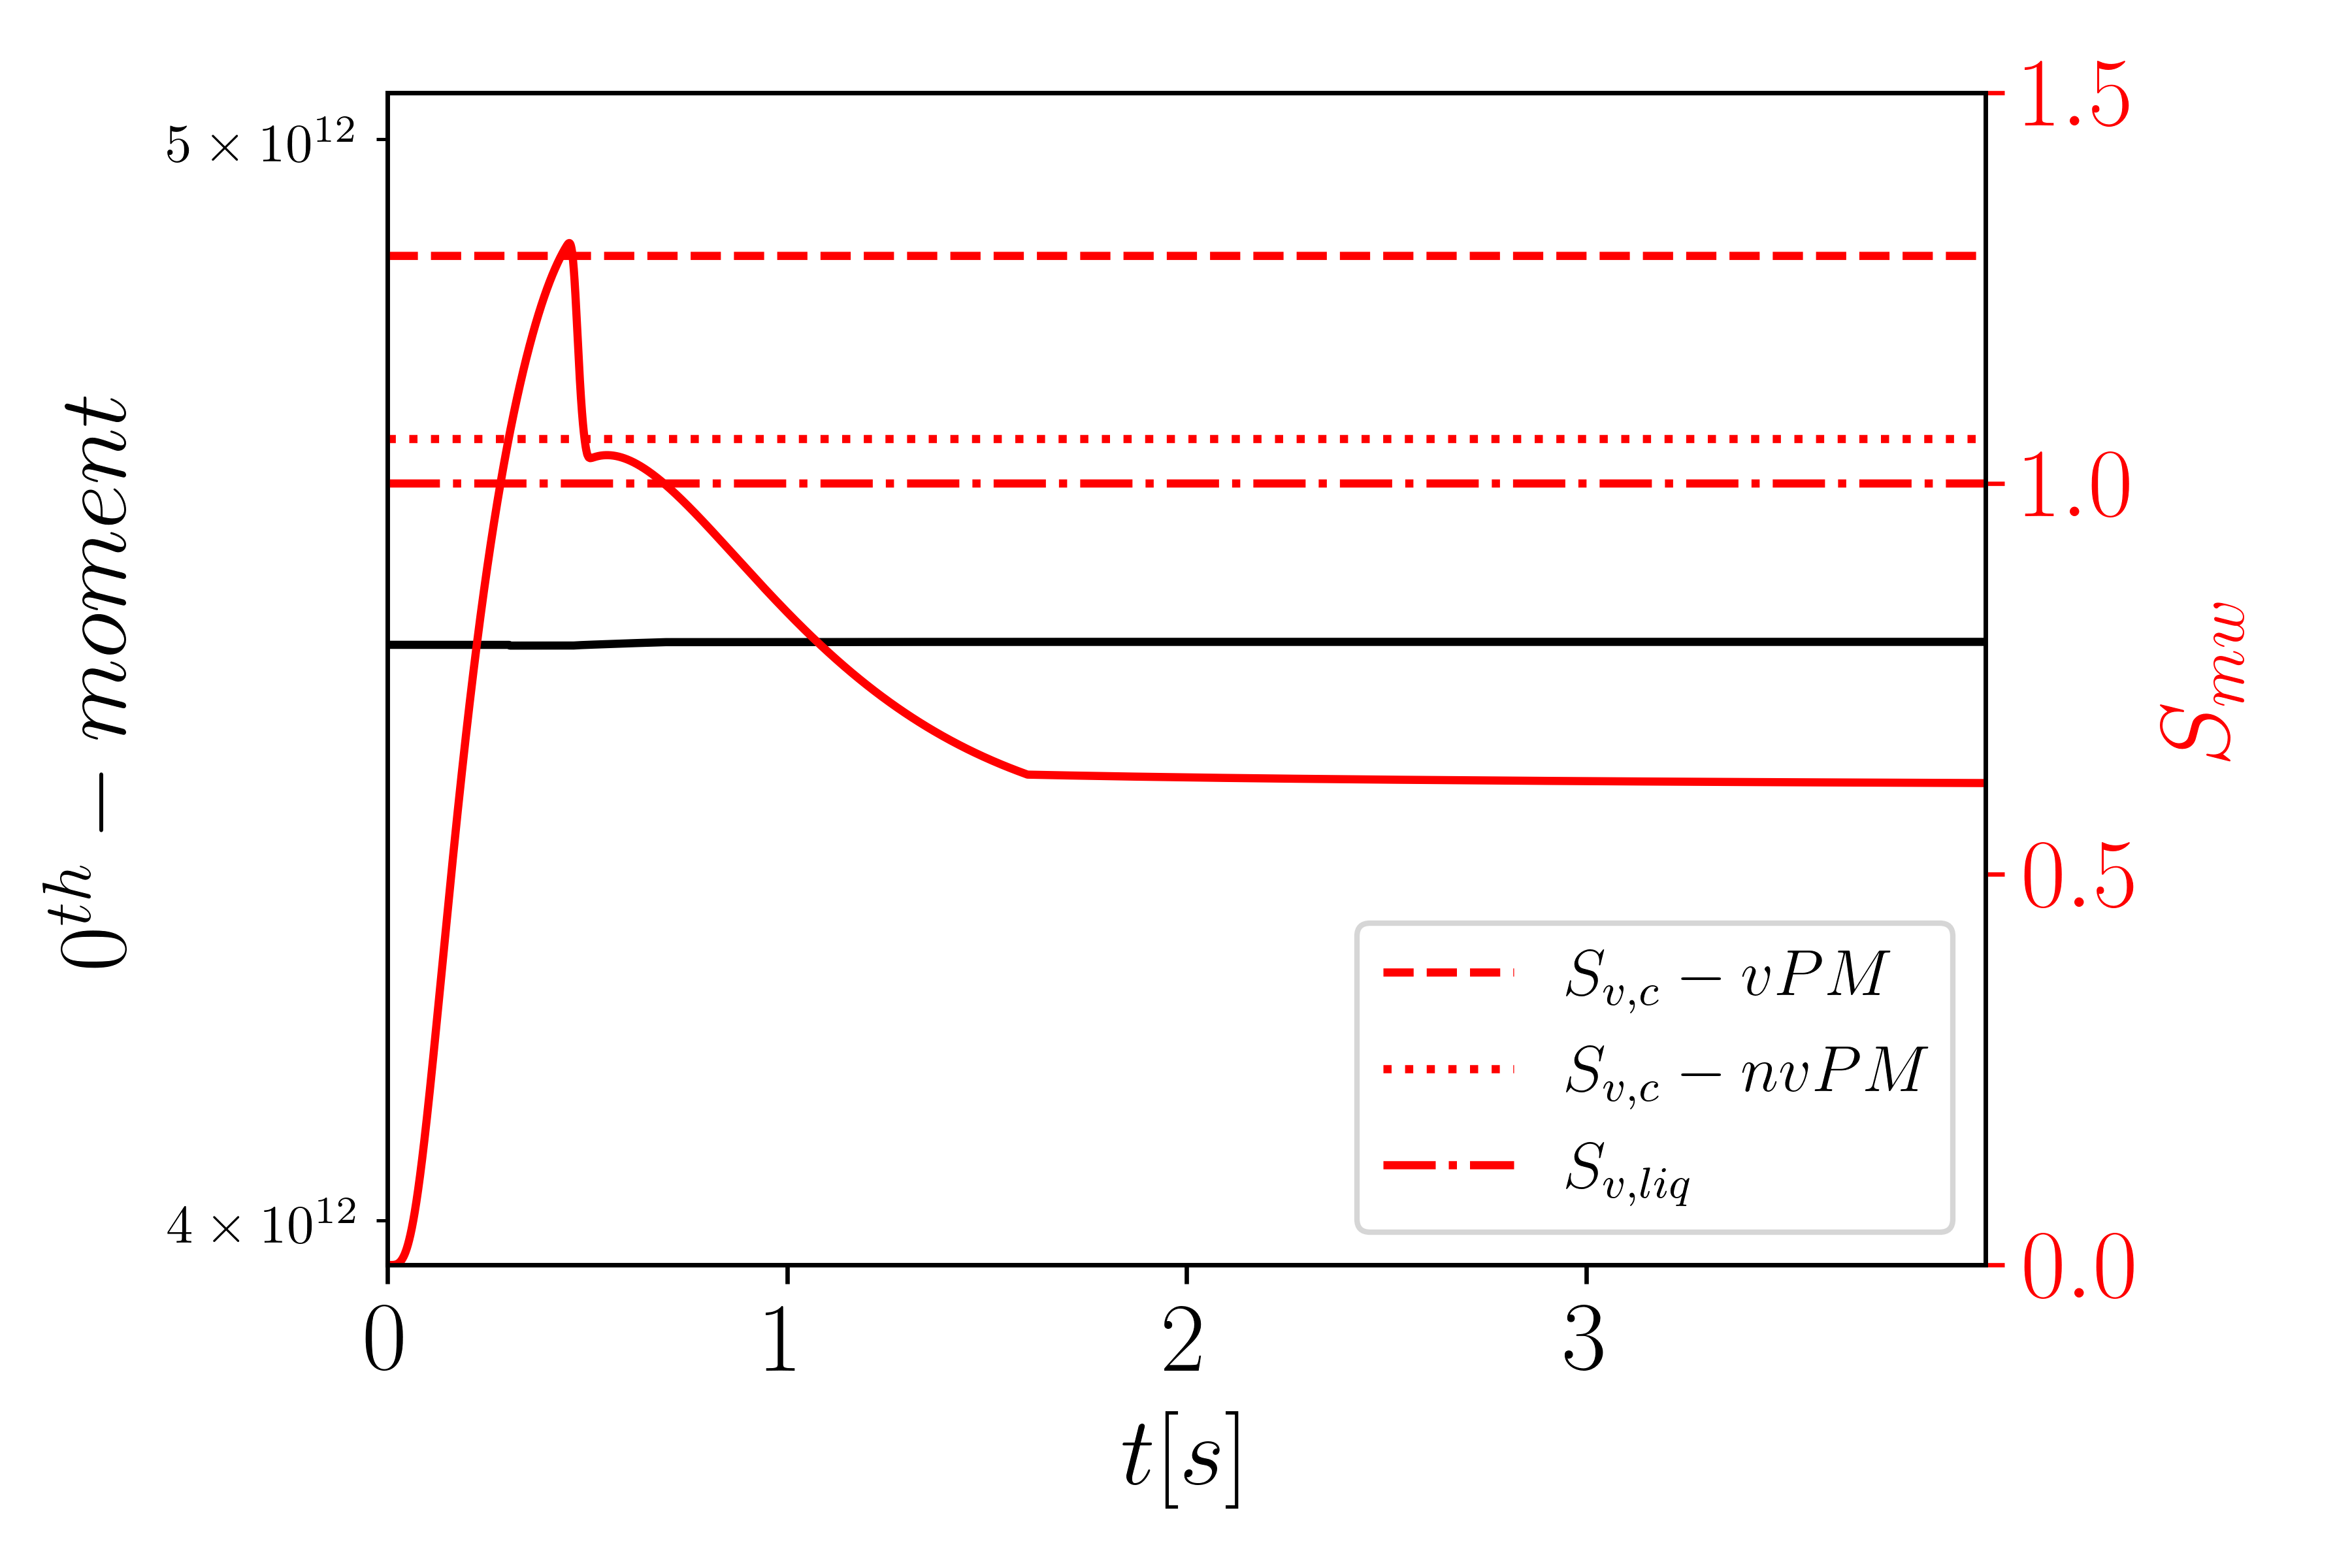 5 × 10^12
4 × 10^12
0^th − moment
0
1
2
3
t[s]
1.5
1.0
0.5
0.0
S_mw
S_v,c − vPM
S_v,c − nvPM
S_v,liq